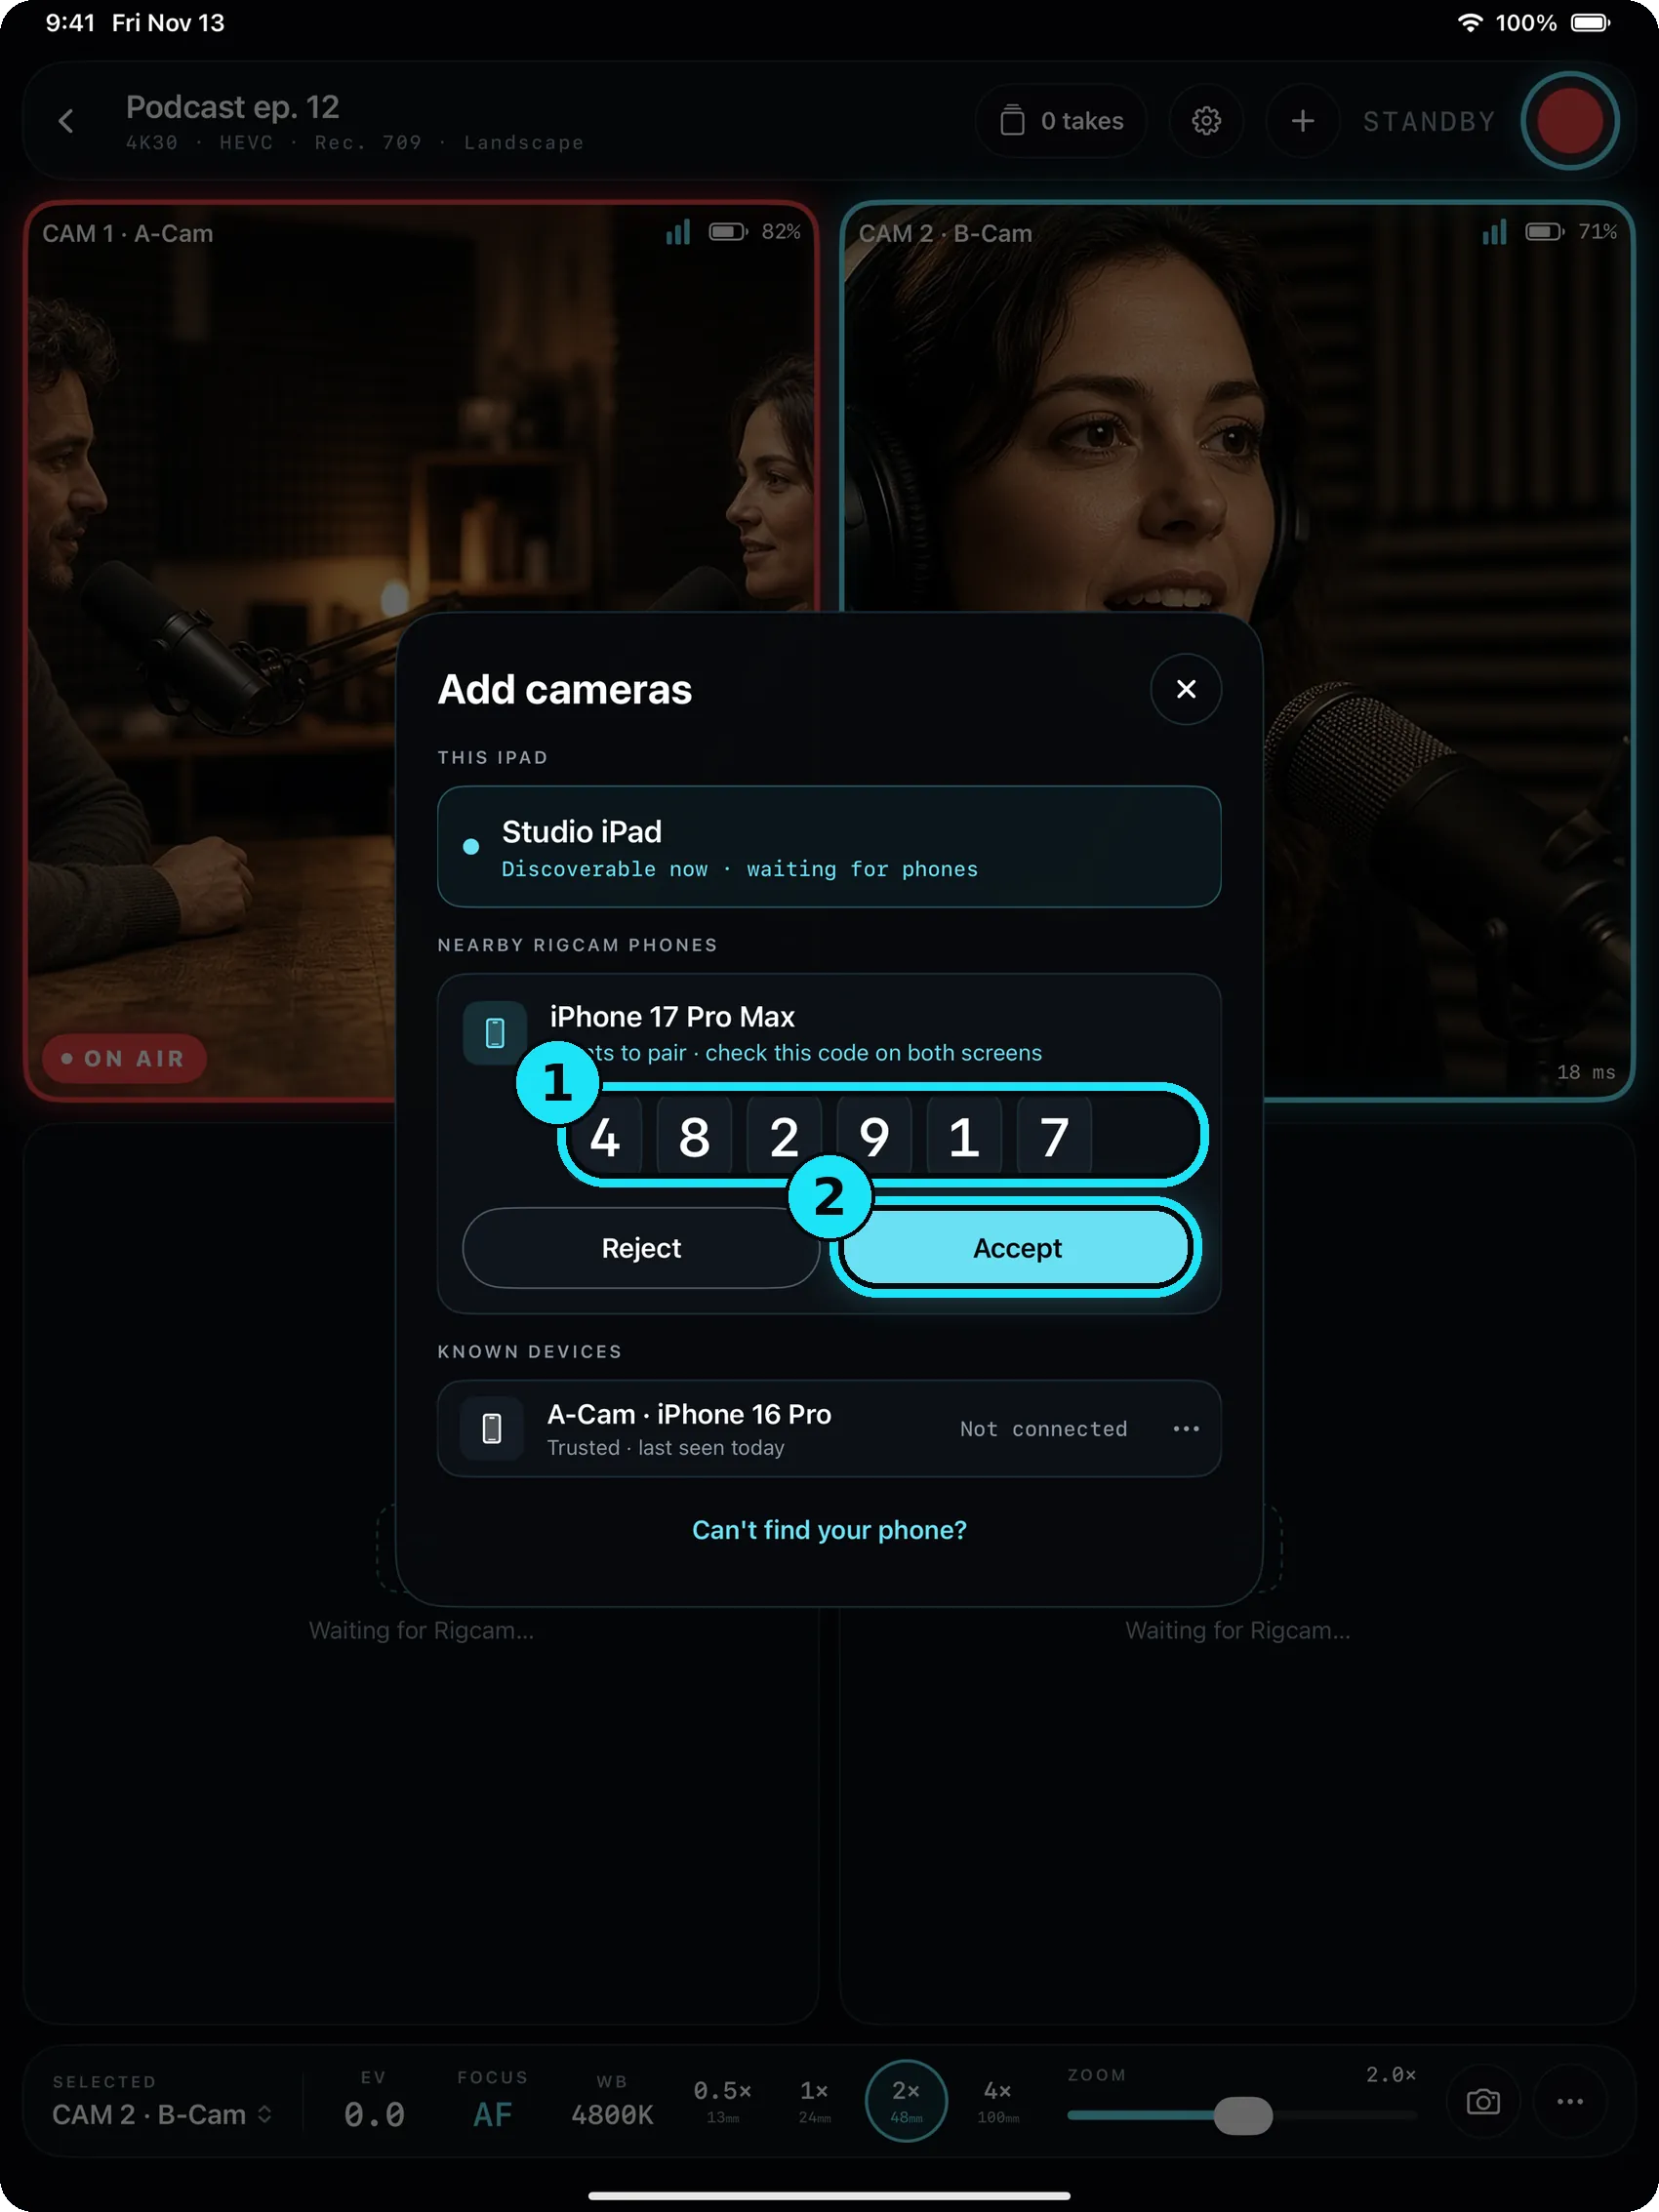 9:41 Fri Nov 13
100%
Podcast ep. 12
4K30 · HEVC · Rec. 709 · Landscape
0 takes
STANDBY
CAM 1 · A-Cam
82%
CAM 2 · B-Cam
71%
Add cameras
THIS IPAD
Studio iPad
Discoverable now · waiting for phones
NEARBY RIGCAM PHONES
iPhone 17 Pro Max
to pair · check this code on both screens
1
4 8 2 9 1 7
2
Reject
Accept
ON AIR
18 ms
KNOWN DEVICES
A-Cam · iPhone 16 Pro
Trusted · last seen today
Not connected
Can't find your phone?
Waiting for Rigcam...
Waiting for Rigcam...
SELECTED
CAM 2 · B-Cam
EV
0.0
FOCUS
AF
WB
4800K
0.5×
13mm
1×
24mm
2×
48mm
4×
100mm
ZOOM
2.0×